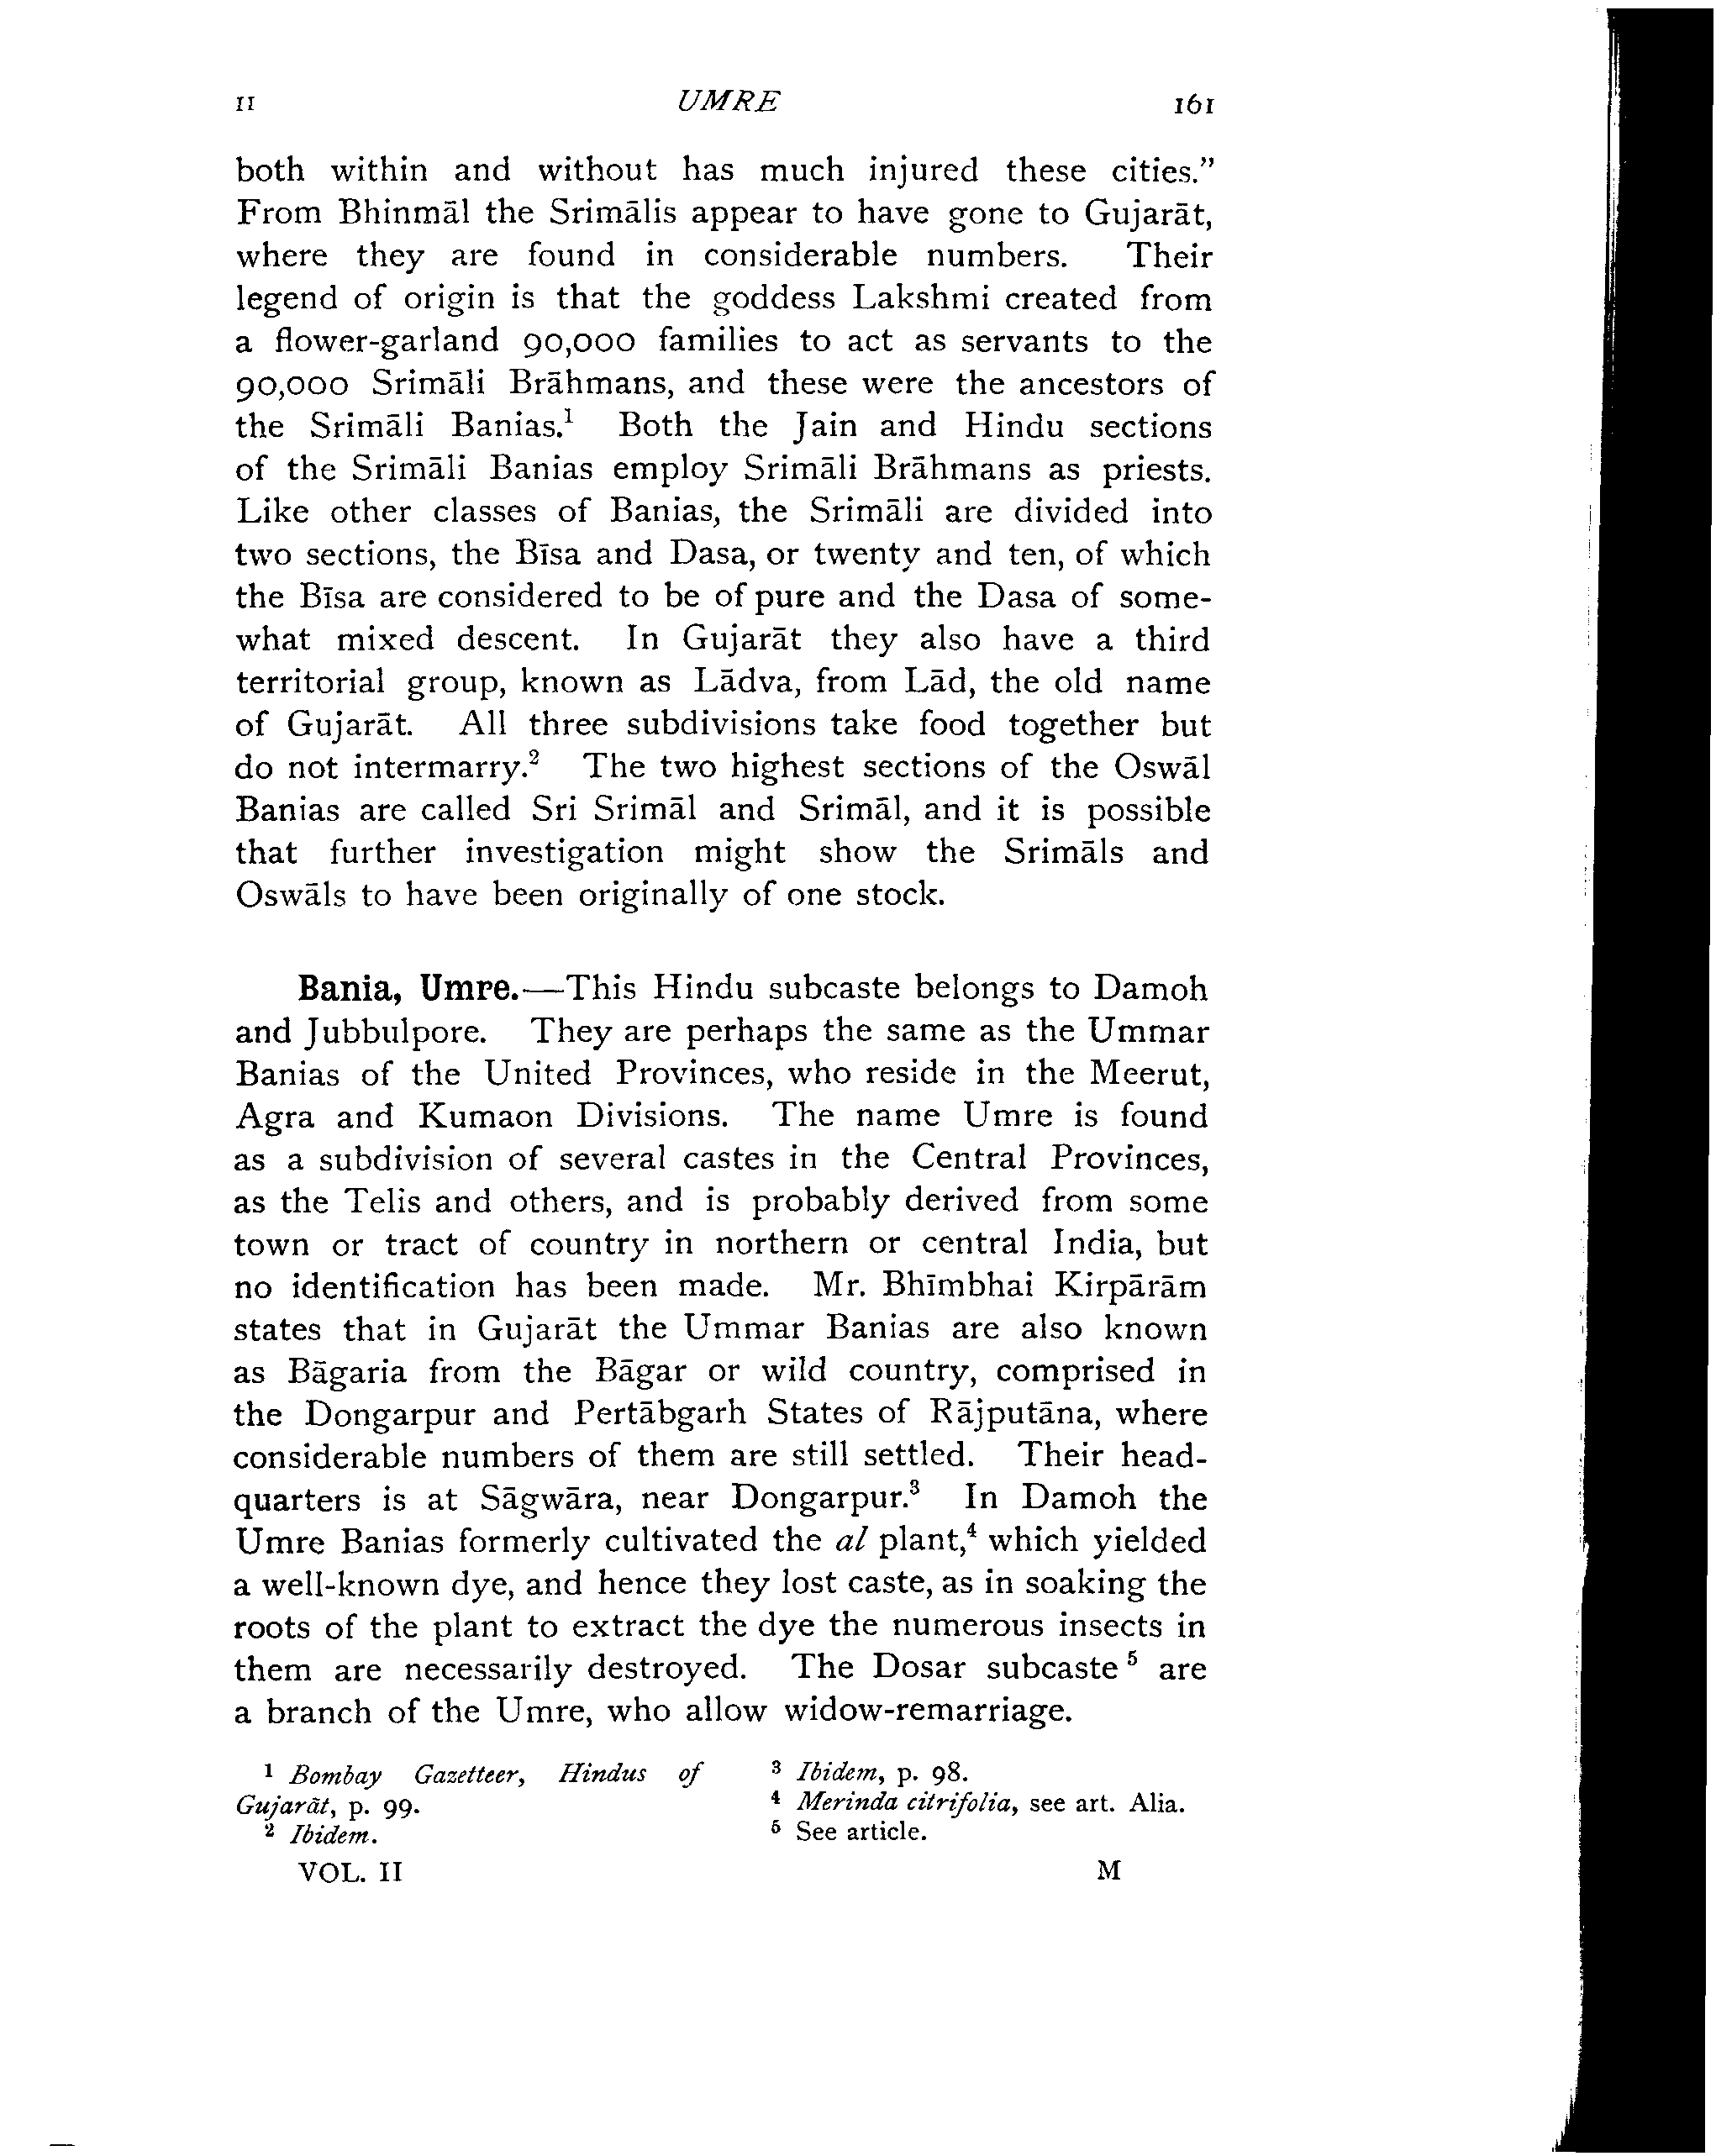 II UMRE 161
both within and without has much injured these cities."
From Bhinmāl the Srimālis appear to have gone to Gujarāt,
where they are found in considerable numbers. Their
legend of origin is that the goddess Lakshmi created from
a flower-garland 90,000 families to act as servants to the
90,000 Srimāli Brāhmans, and these were the ancestors of
the Srimāli Banias.¹ Both the Jain and Hindu sections
of the Srimāli Banias employ Srimāli Brāhmans as priests.
Like other classes of Banias, the Srimāli are divided into
two sections, the Bīsa and Dasa, or twenty and ten, of which
the Bīsa are considered to be of pure and the Dasa of some-
what mixed descent. In Gujarāt they also have a third
territorial group, known as Lādva, from Lād, the old name
of Gujarāt. All three subdivisions take food together but
do not intermarry.² The two highest sections of the Oswāl
Banias are called Sri Srimāl and Srimāl, and it is possible
that further investigation might show the Srimāls and
Oswāls to have been originally of one stock.
Bania, Umre.—This Hindu subcaste belongs to Damoh
and Jubbulpore. They are perhaps the same as the Ummar
Banias of the United Provinces, who reside in the Meerut,
Agra and Kumaon Divisions. The name Umre is found
as a subdivision of several castes in the Central Provinces,
as the Telis and others, and is probably derived from some
town or tract of country in northern or central India, but
no identification has been made. Mr. Bhīmbhai Kirpārām
states that in Gujarāt the Ummar Banias are also known
as Bāgaria from the Bāgar or wild country, comprised in
the Dongarpur and Pertābgarh States of Rājputāna, where
considerable numbers of them are still settled. Their head-
quarters is at Sāgwāra, near Dongarpur.³ In Damoh the
Umre Banias formerly cultivated the al plant,⁴ which yielded
a well-known dye, and hence they lost caste, as in soaking the
roots of the plant to extract the dye the numerous insects in
them are necessarily destroyed. The Dosar subcaste⁵ are
a branch of the Umre, who allow widow-remarriage.
¹ Bombay Gazetteer, Hindus of
Gujarāt, p. 99.
² Ibidem.
³ Ibidem, p. 98.
⁴ Merinda citrifolia, see art. Alia.
⁵ See article.
VOL. II M